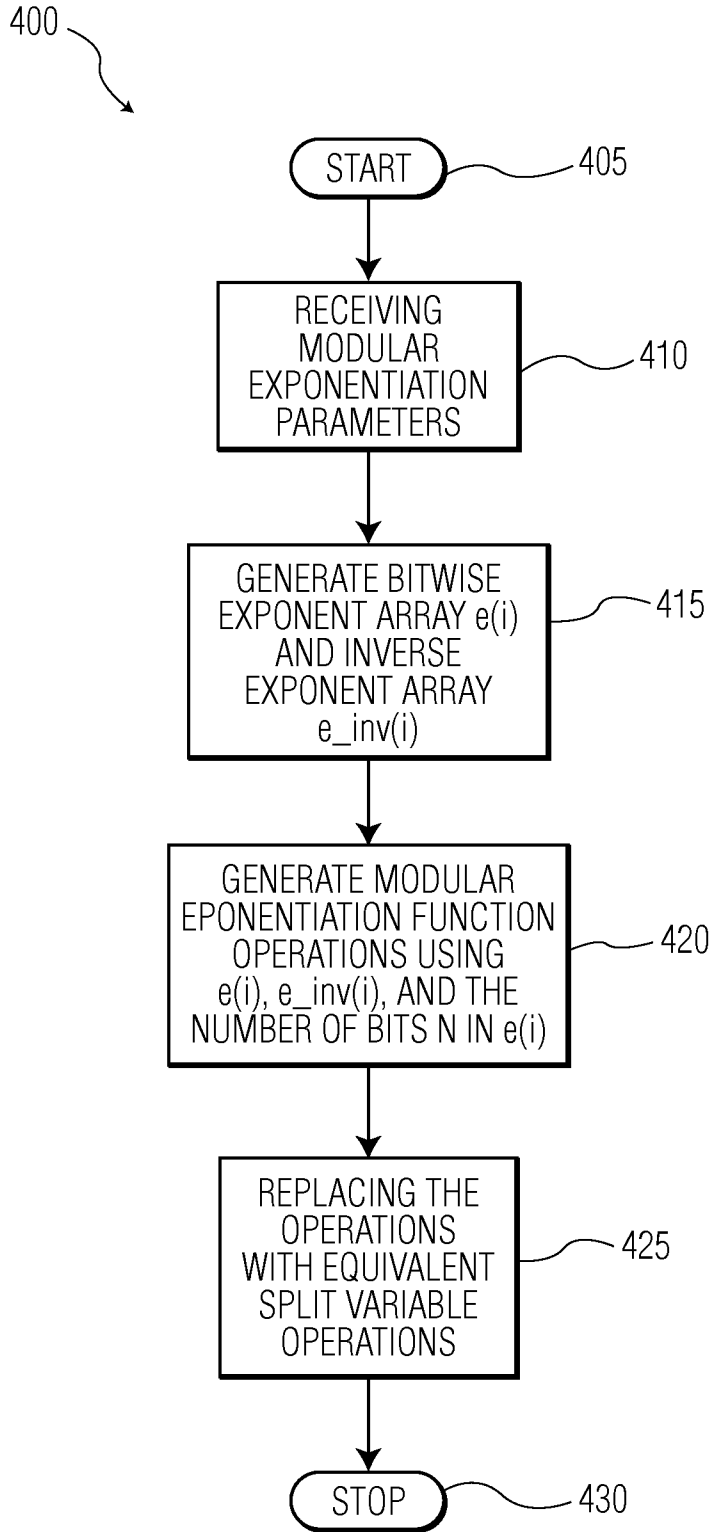 400
START
405
RECEIVING
MODULAR
EXPONENTIATION
PARAMETERS
410
GENERATE BITWISE
EXPONENT ARRAY e(i)
AND INVERSE
EXPONENT ARRAY
e_inv(i)
415
GENERATE MODULAR
EPONENTIATION FUNCTION
OPERATIONS USING
e(i), e_inv(i), AND THE
NUMBER OF BITS N IN e(i)
420
REPLACING THE
OPERATIONS
WITH EQUIVALENT
SPLIT VARIABLE
OPERATIONS
425
STOP
430